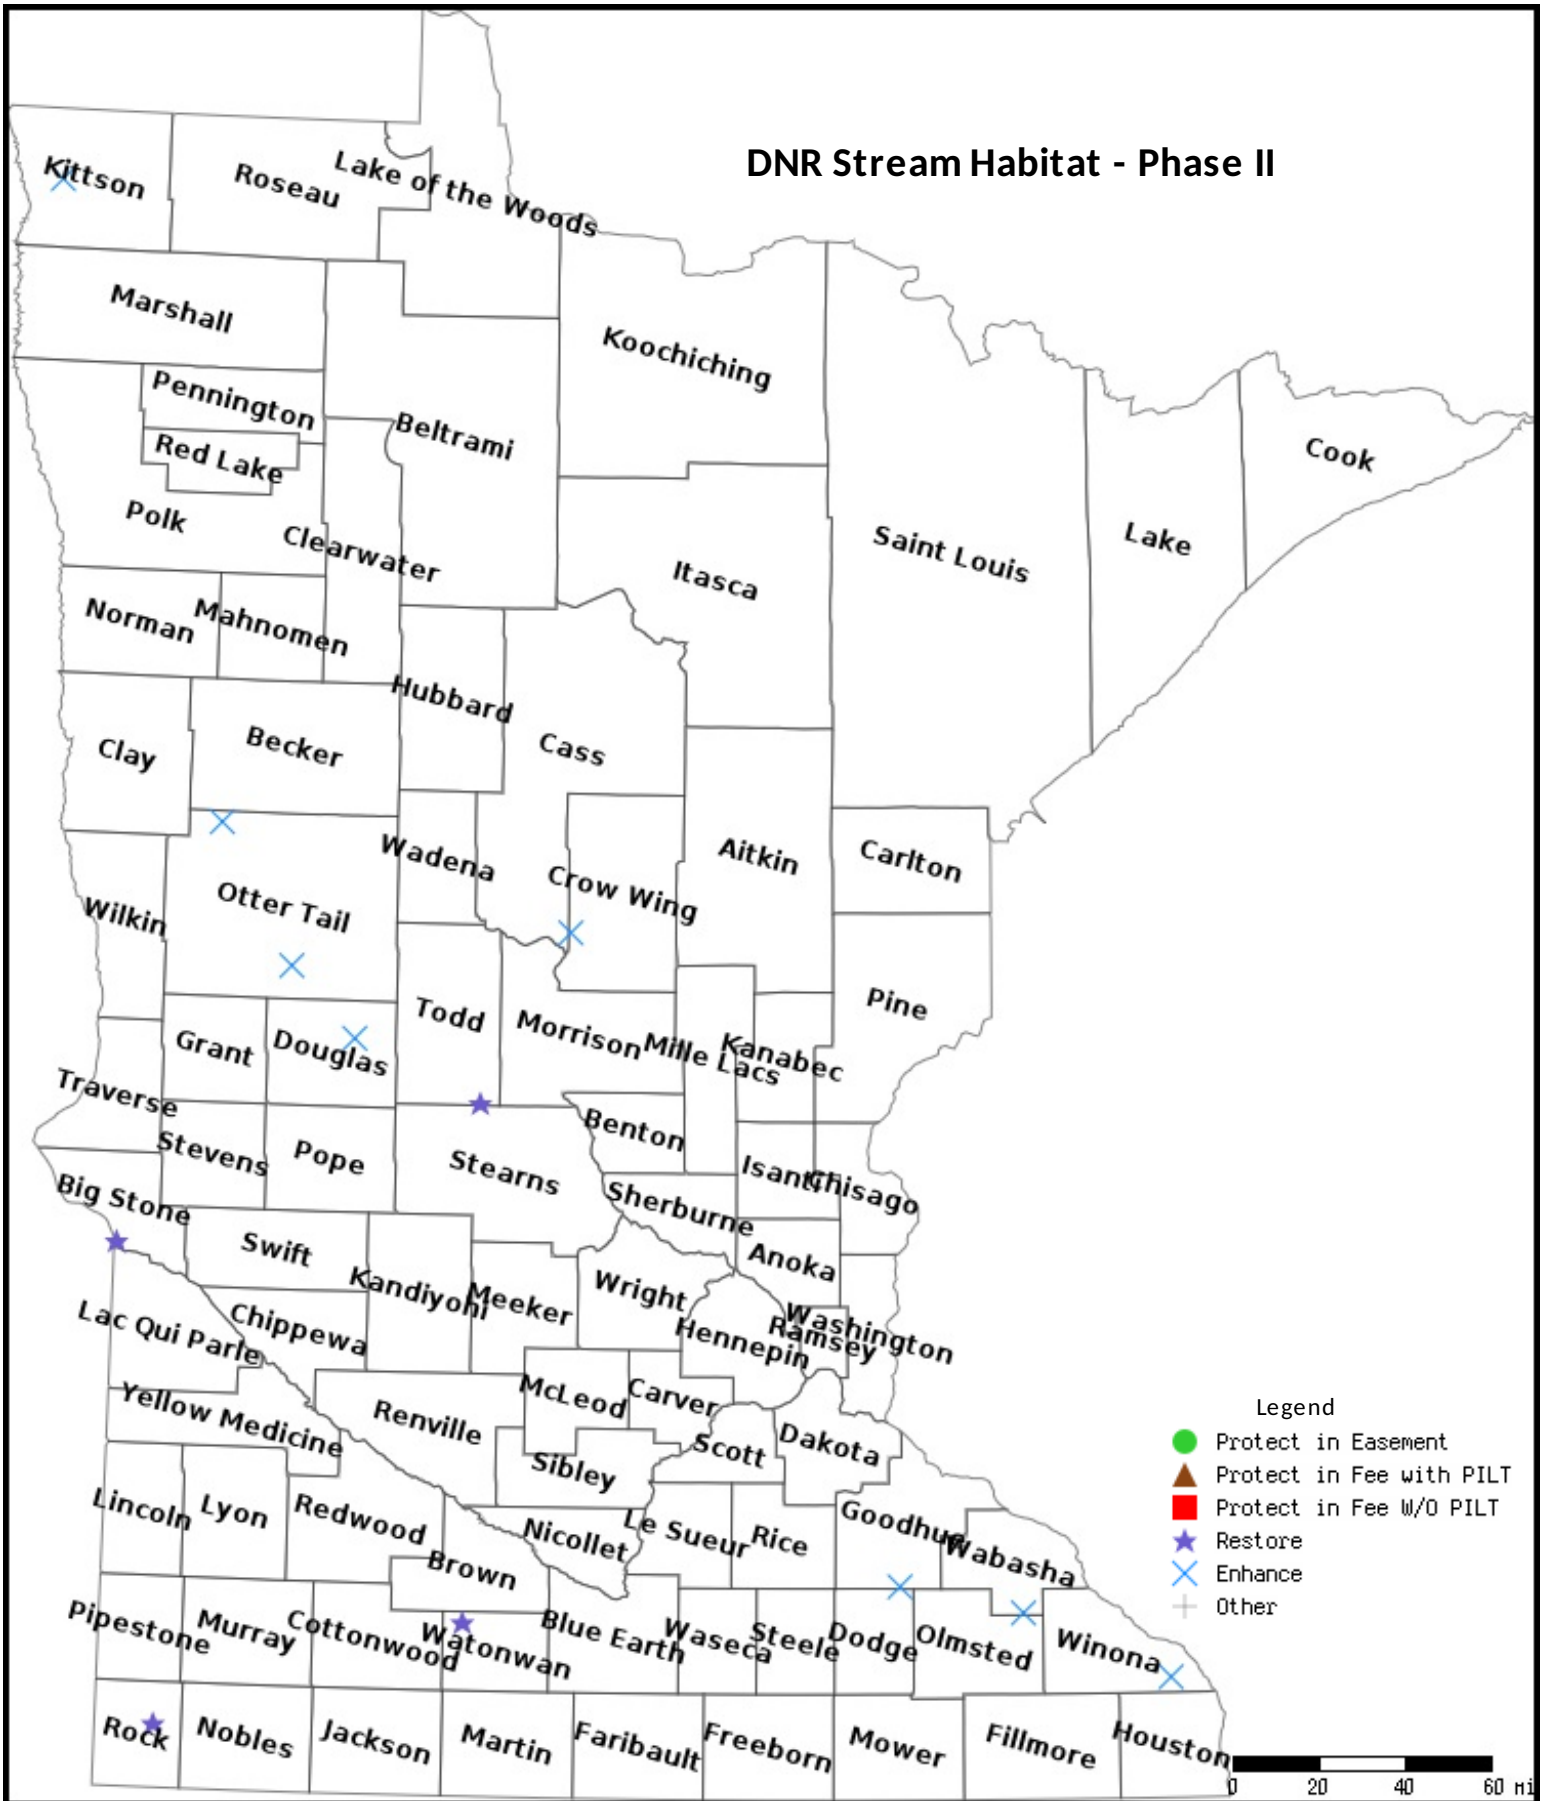 DNR Stream Habitat - Phase II
Kittson
Roseau
Lake of the Woods
Marshall
Koochiching
Pennington
Beltrami
Red Lake
Cook
Polk
Clearwater
Saint Louis
Lake
Itasca
Norman
Mahnomen
Hubbard
Clay
Becker
Cass
Wadena
Aitkin
Carlton
Crow Wing
Otter Tail
Wilkin
Pine
Todd
Morrison
Mille Lacs
Kanabec
Grant
Douglas
Traverse
Benton
Stevens
Pope
Stearns
Isanti
Chisago
Big Stone
Sherburne
Swift
Anoka
Kandiyohi
Meeker
Wright
Washington
Ramsey
Hennepin
Lac Qui Parle
Chippewa
McLeod
Carver
Yellow Medicine
Renville
Scott
Dakota
Sibley
Lincoln
Lyon
Redwood
Nicollet
Le Sueur
Rice
Goodhue
Wabasha
Brown
Pipestone
Murray
Cottonwood
Watonwan
Blue Earth
Waseca
Steele
Dodge
Olmsted
Winona
Rock
Nobles
Jackson
Martin
Faribault
Freeborn
Mower
Fillmore
Houston
Legend
Protect in Easement
Protect in Fee with PILT
Protect in Fee W/O PILT
Restore
Enhance
Other
0 20 40 60 mi